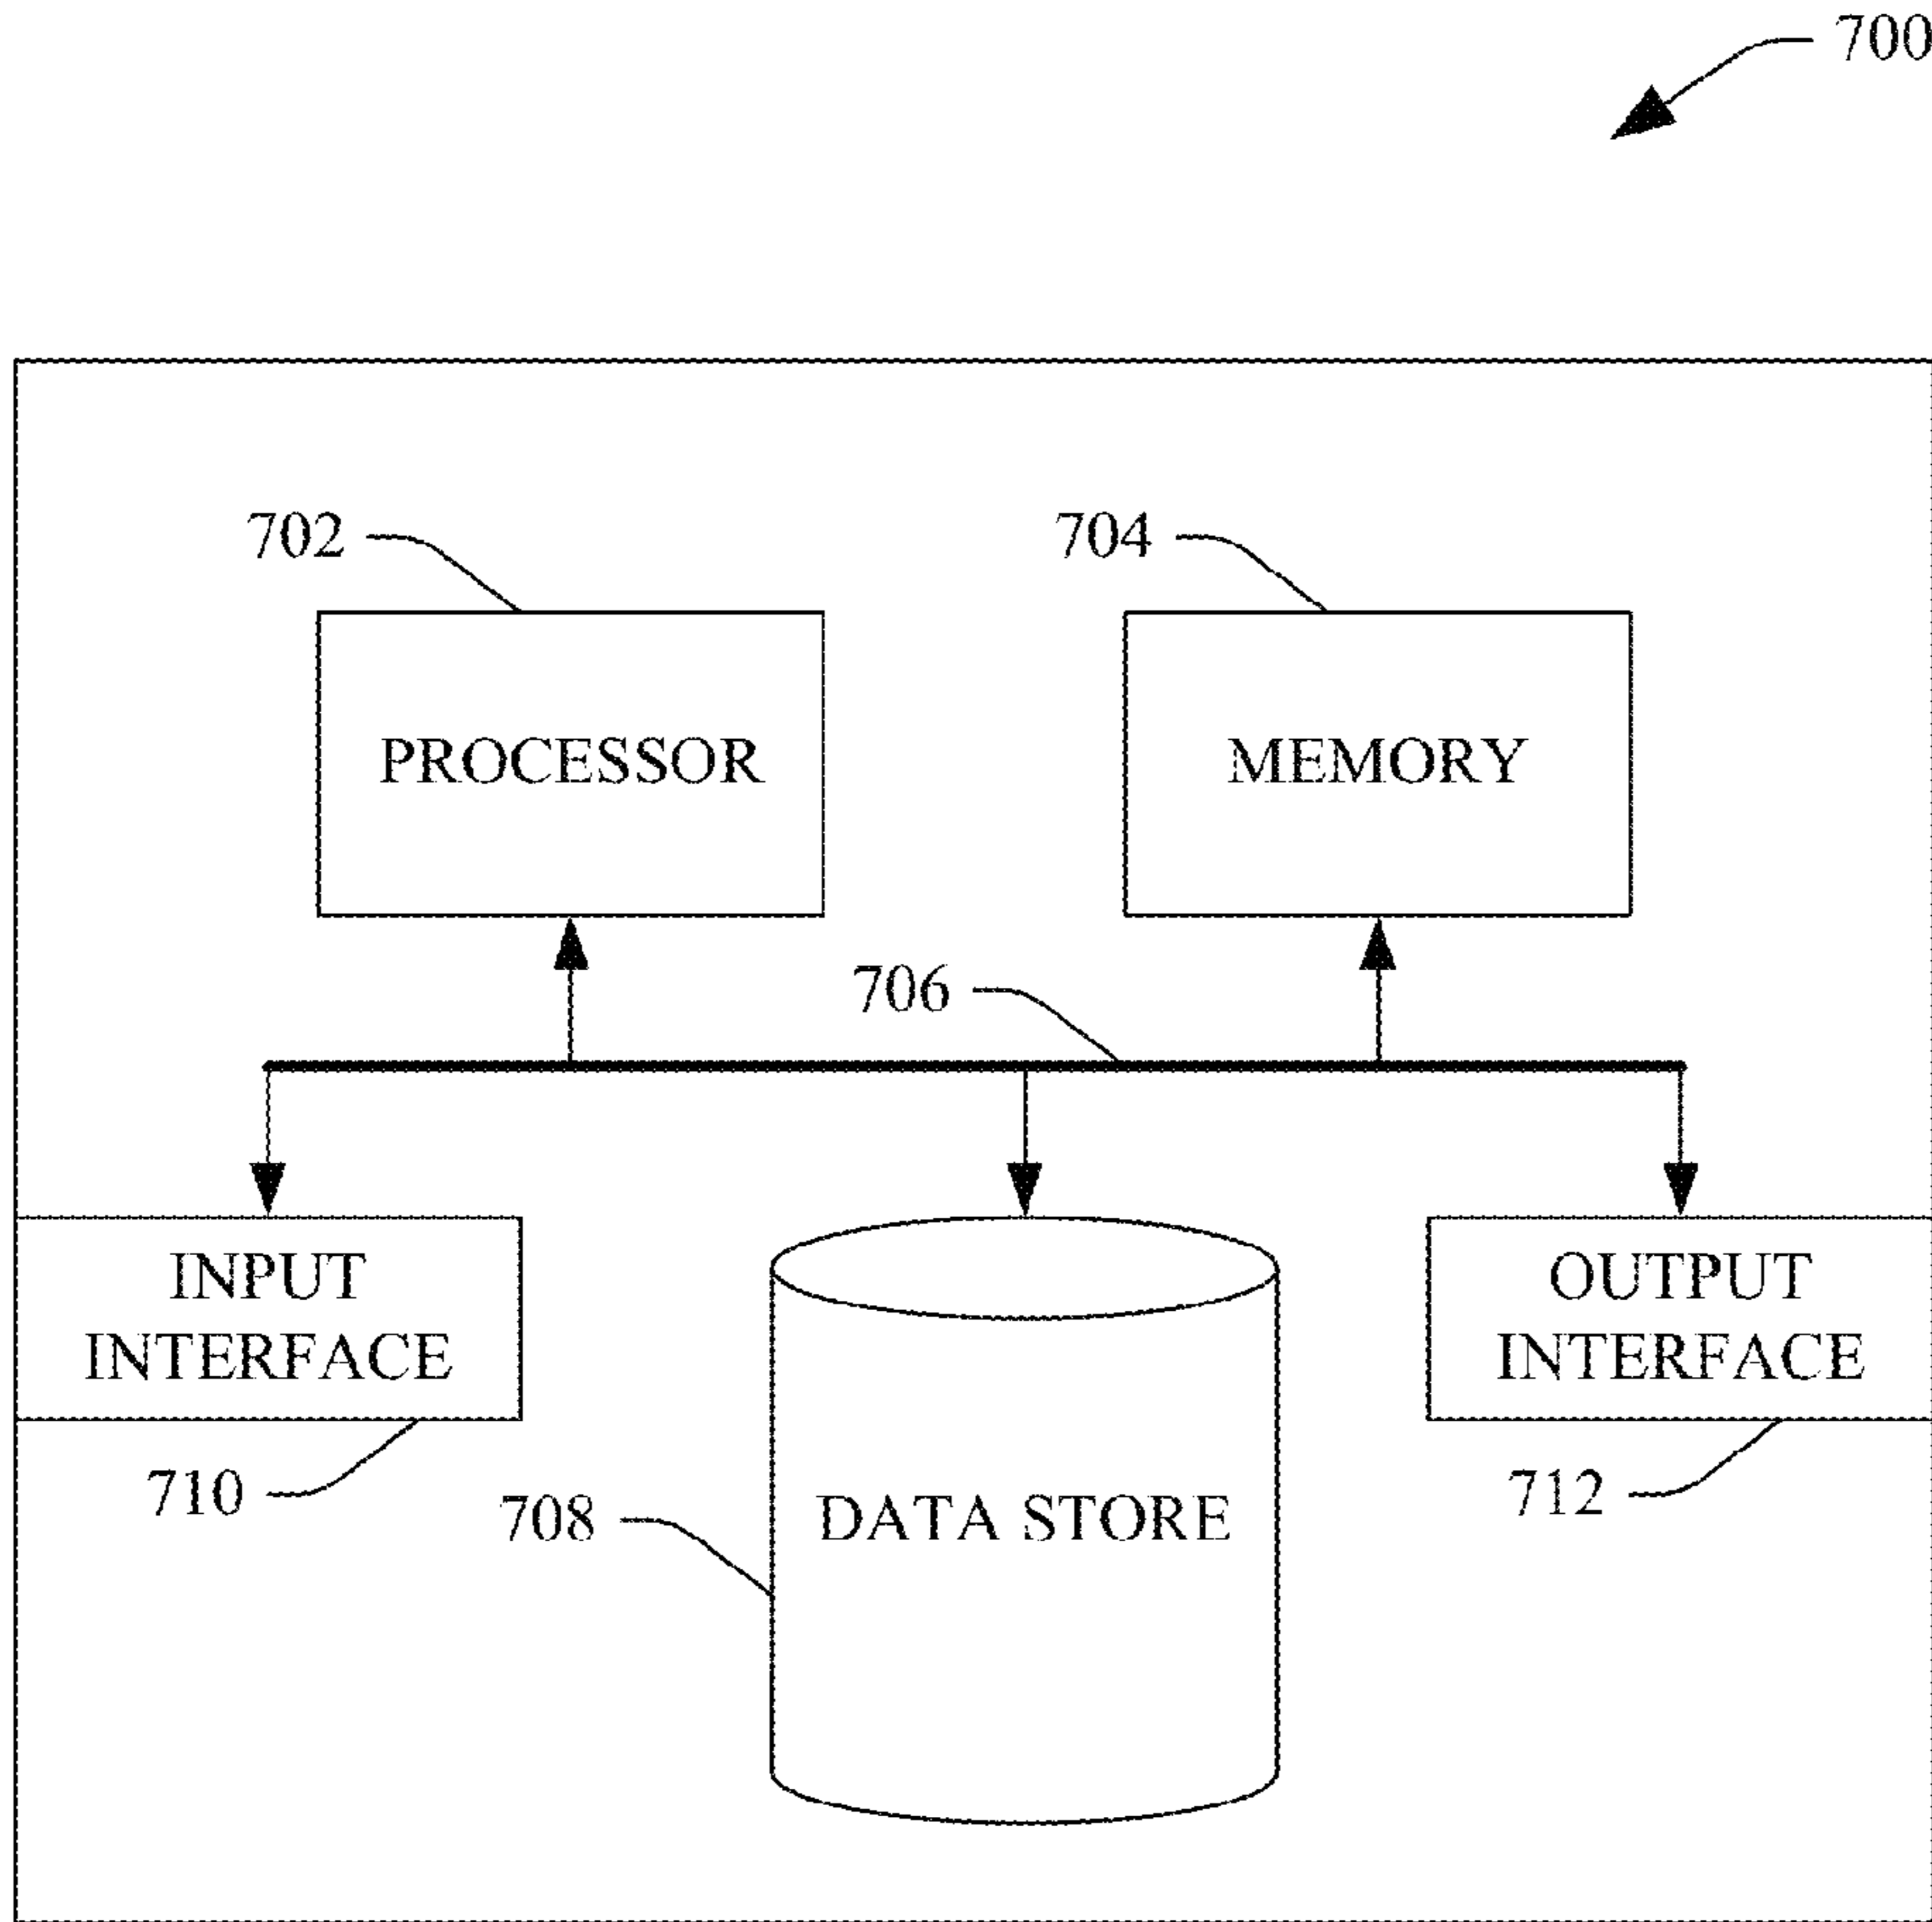 700
702
704
PROCESSOR
MEMORY
706
INPUT
INTERFACE
OUTPUT
INTERFACE
710
708
DATA STORE
712